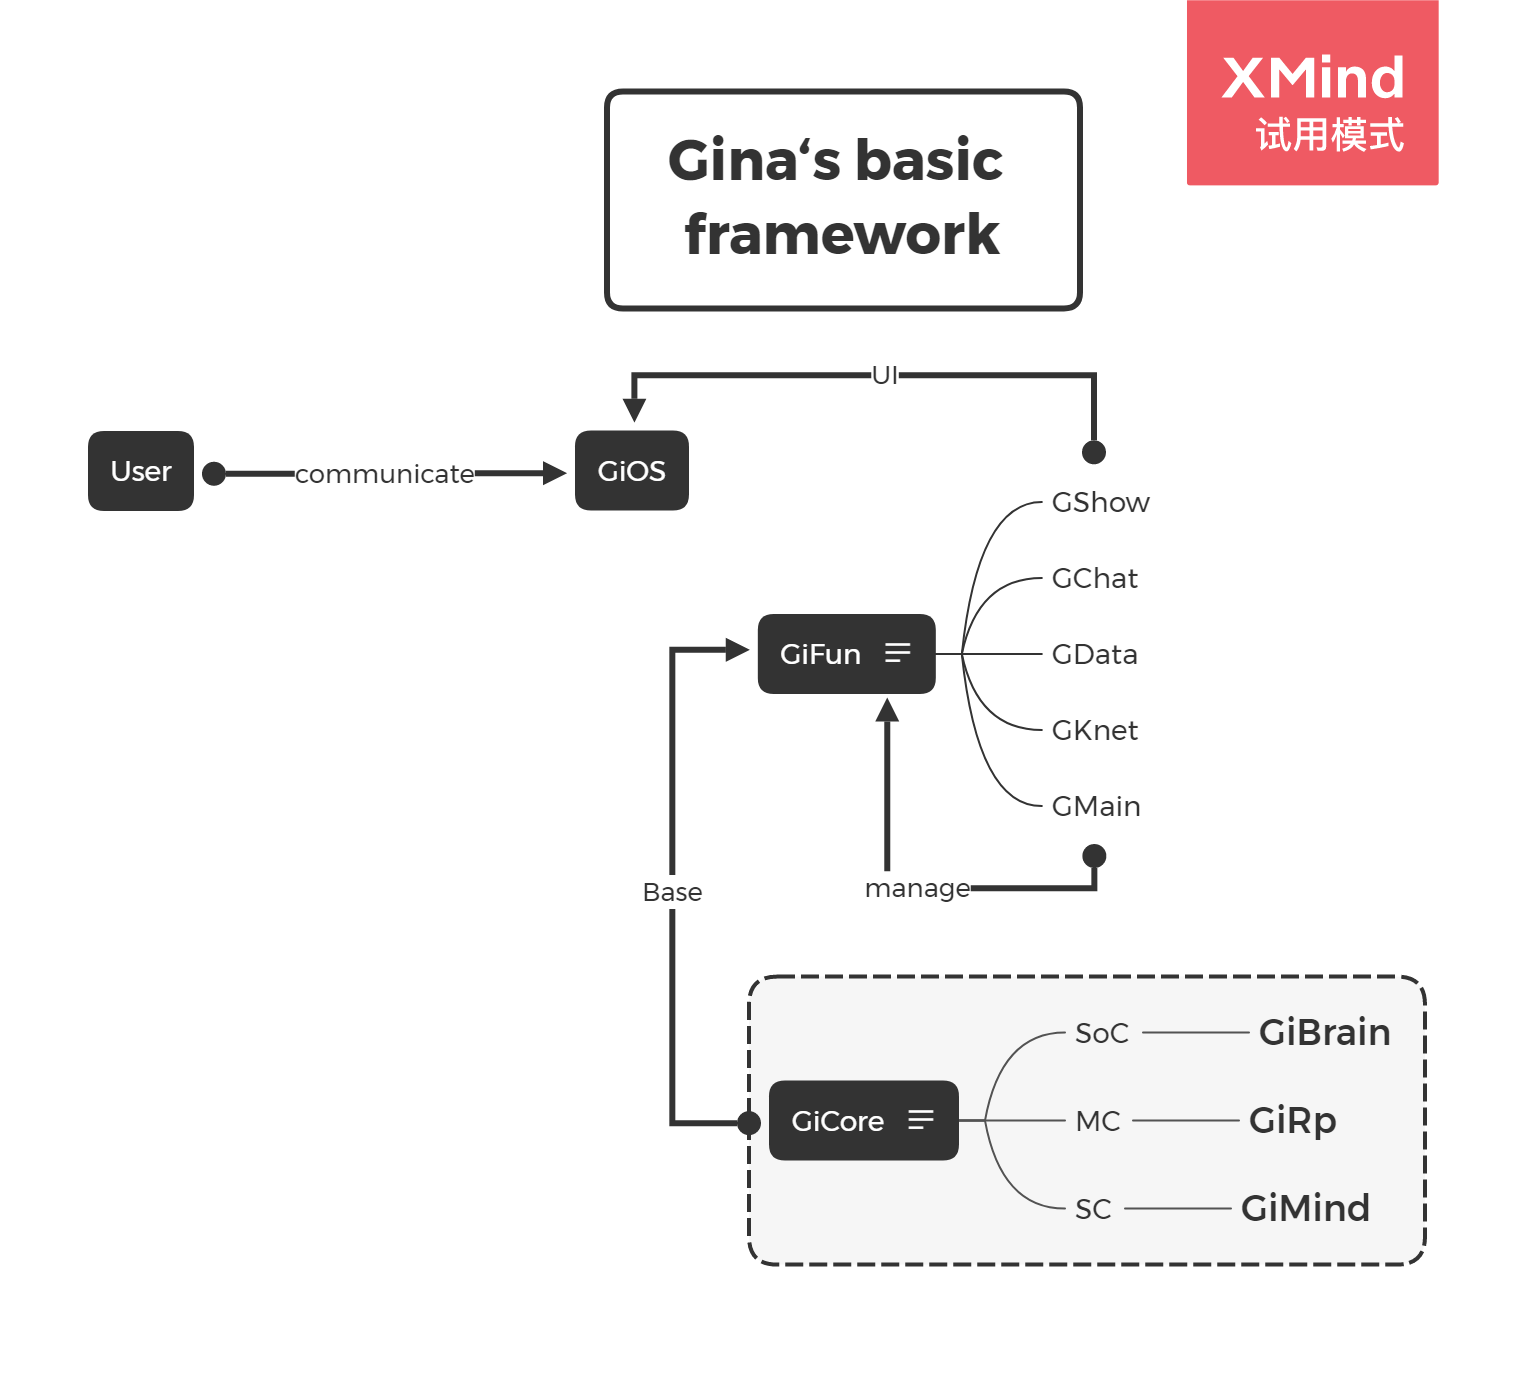 XMind
试用模式
Gina‘s basic
framework
UI
User
communicate
GiOS
GShow
GChat
GiFun
GData
GKnet
GMain
manage
Base
SoC
GiBrain
GiCore
MC
GiRp
SC
GiMind